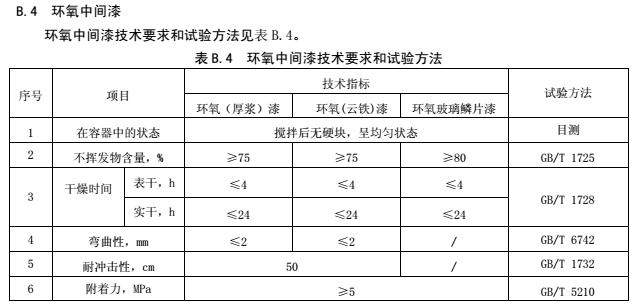 B.4 环氧中间漆
环氧中间漆技术要求和试验方法见表 B.4。
表 B.4 环氧中间漆技术要求和试验方法
序号 项目 技术指标 试验方法
环氧（厚浆）漆 环氧(云铁)漆 环氧玻璃鳞片漆
1 在容器中的状态 搅拌后无硬块，呈均匀状态 目测
2 不挥发物含量，% ≥75 ≥75 ≥80 GB/T 1725
3 干燥时间 表干，h ≤4 ≤4 ≤4 GB/T 1728
实干，h ≤24 ≤24 ≤24
4 弯曲性，mm ≤2 ≤2 / GB/T 6742
5 耐冲击性，cm 50 / GB/T 1732
6 附着力，MPa ≥5 GB/T 5210